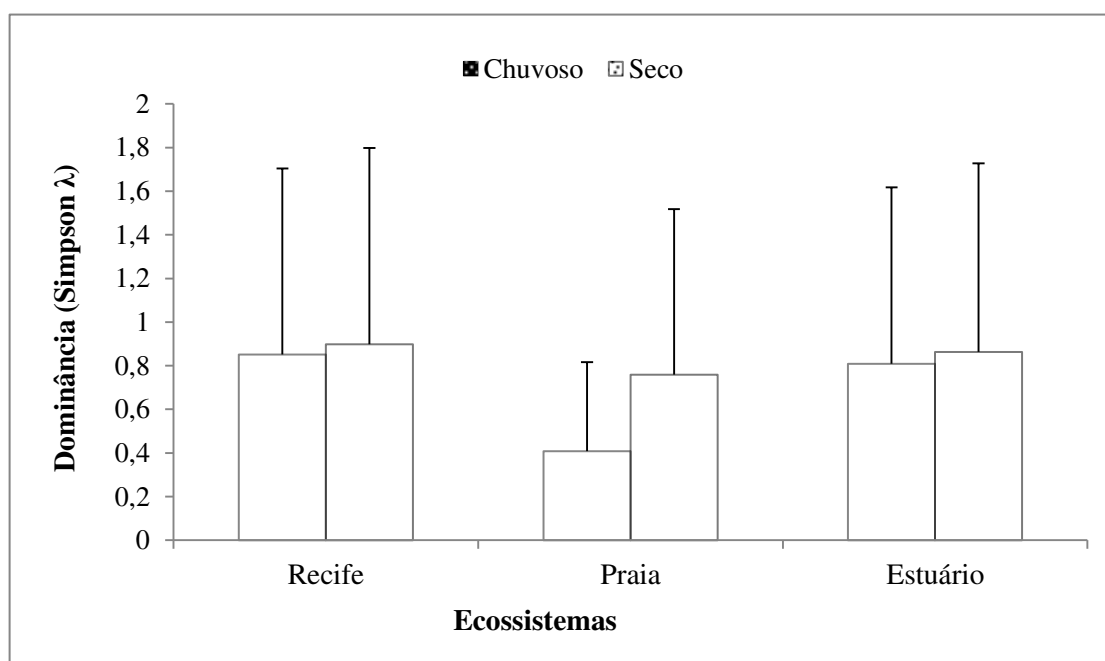 Chuvoso Seco
2
1,8
1,6
1,4
1,2
1
0,8
0,6
0,4
0,2
0
Dominância (Simpson λ)
Recife Praia Estuário
Ecossistemas